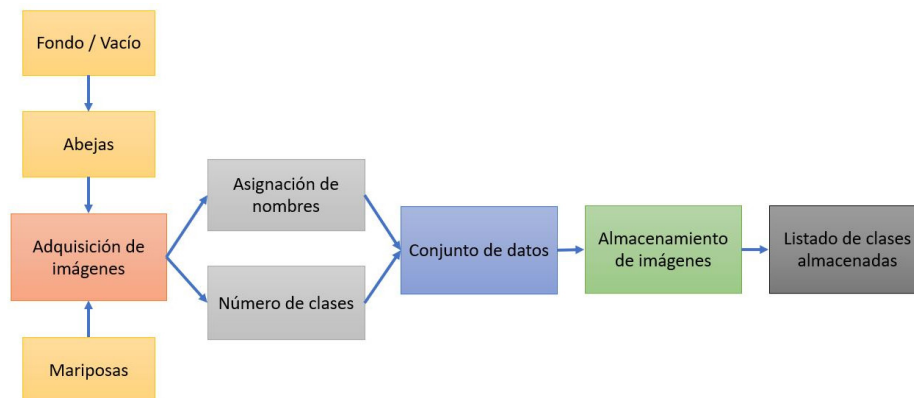 Fondo / Vacío
Abejas
Adquisición de
imágenes
Mariposas
Asignación de
nombres
Número de clases
Conjunto de datos
Almacenamiento
de imágenes
Listado de clases
almacenadas